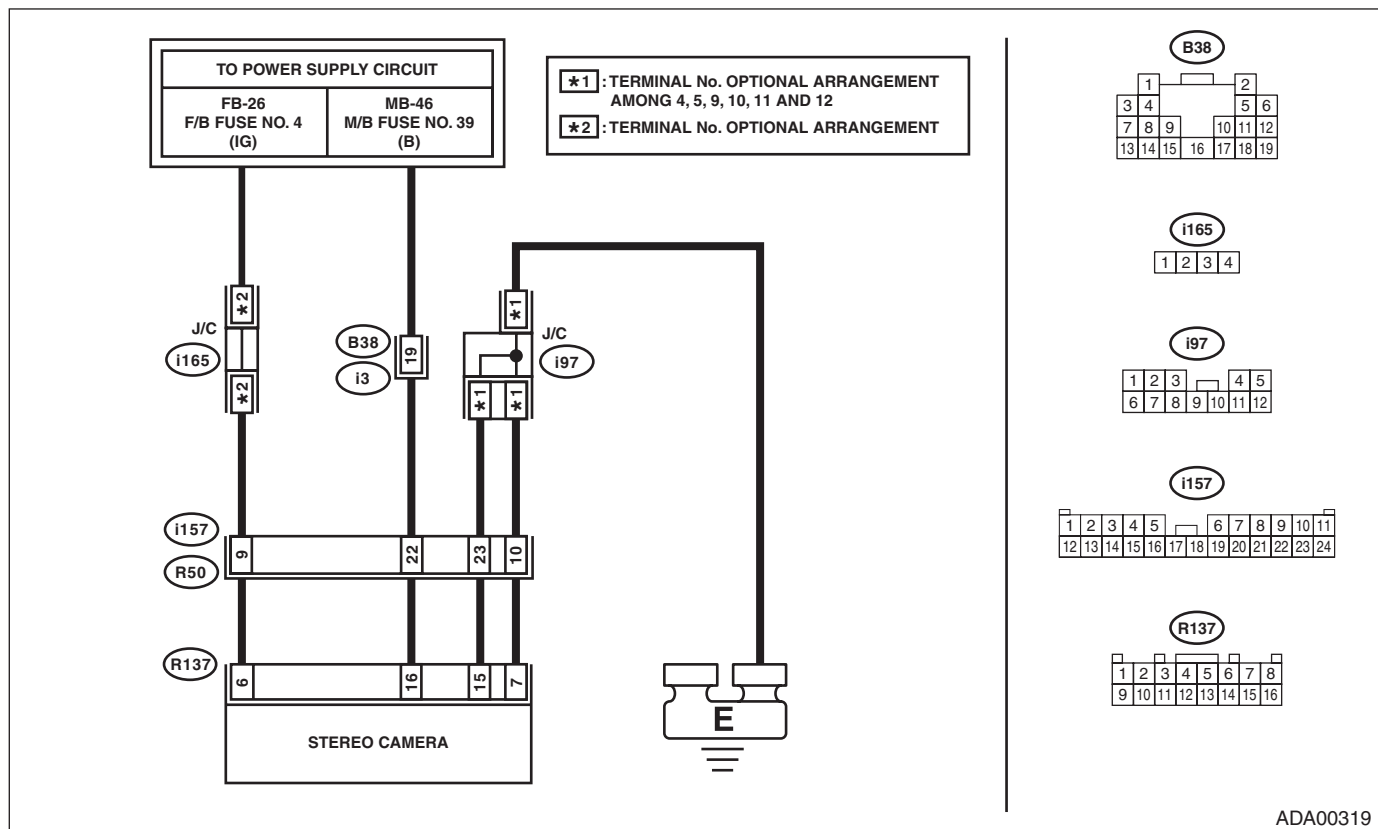 TO POWER SUPPLY CIRCUIT
FB-26
F/B FUSE NO. 4
(IG)
MB-46
M/B FUSE NO. 39
(B)
*1 : TERMINAL No. OPTIONAL ARRANGEMENT
AMONG 4, 5, 9, 10, 11 AND 12
*2 : TERMINAL No. OPTIONAL ARRANGEMENT
*2
J/C
i165
*2
B38
19
i3
*1
J/C
i97
*1 *1
i157
9 22 23 10
R50
R137
6 16 15 7
STEREO CAMERA
E
B38
1 2
3 4 5 6
7 8 9 10 11 12
13 14 15 16 17 18 19
i165
1 2 3 4
i97
1 2 3 4 5
6 7 8 9 10 11 12
i157
1 2 3 4 5 6 7 8 9 10 11
12 13 14 15 16 17 18 19 20 21 22 23 24
R137
1 2 3 4 5 6 7 8
9 10 11 12 13 14 15 16
ADA00319